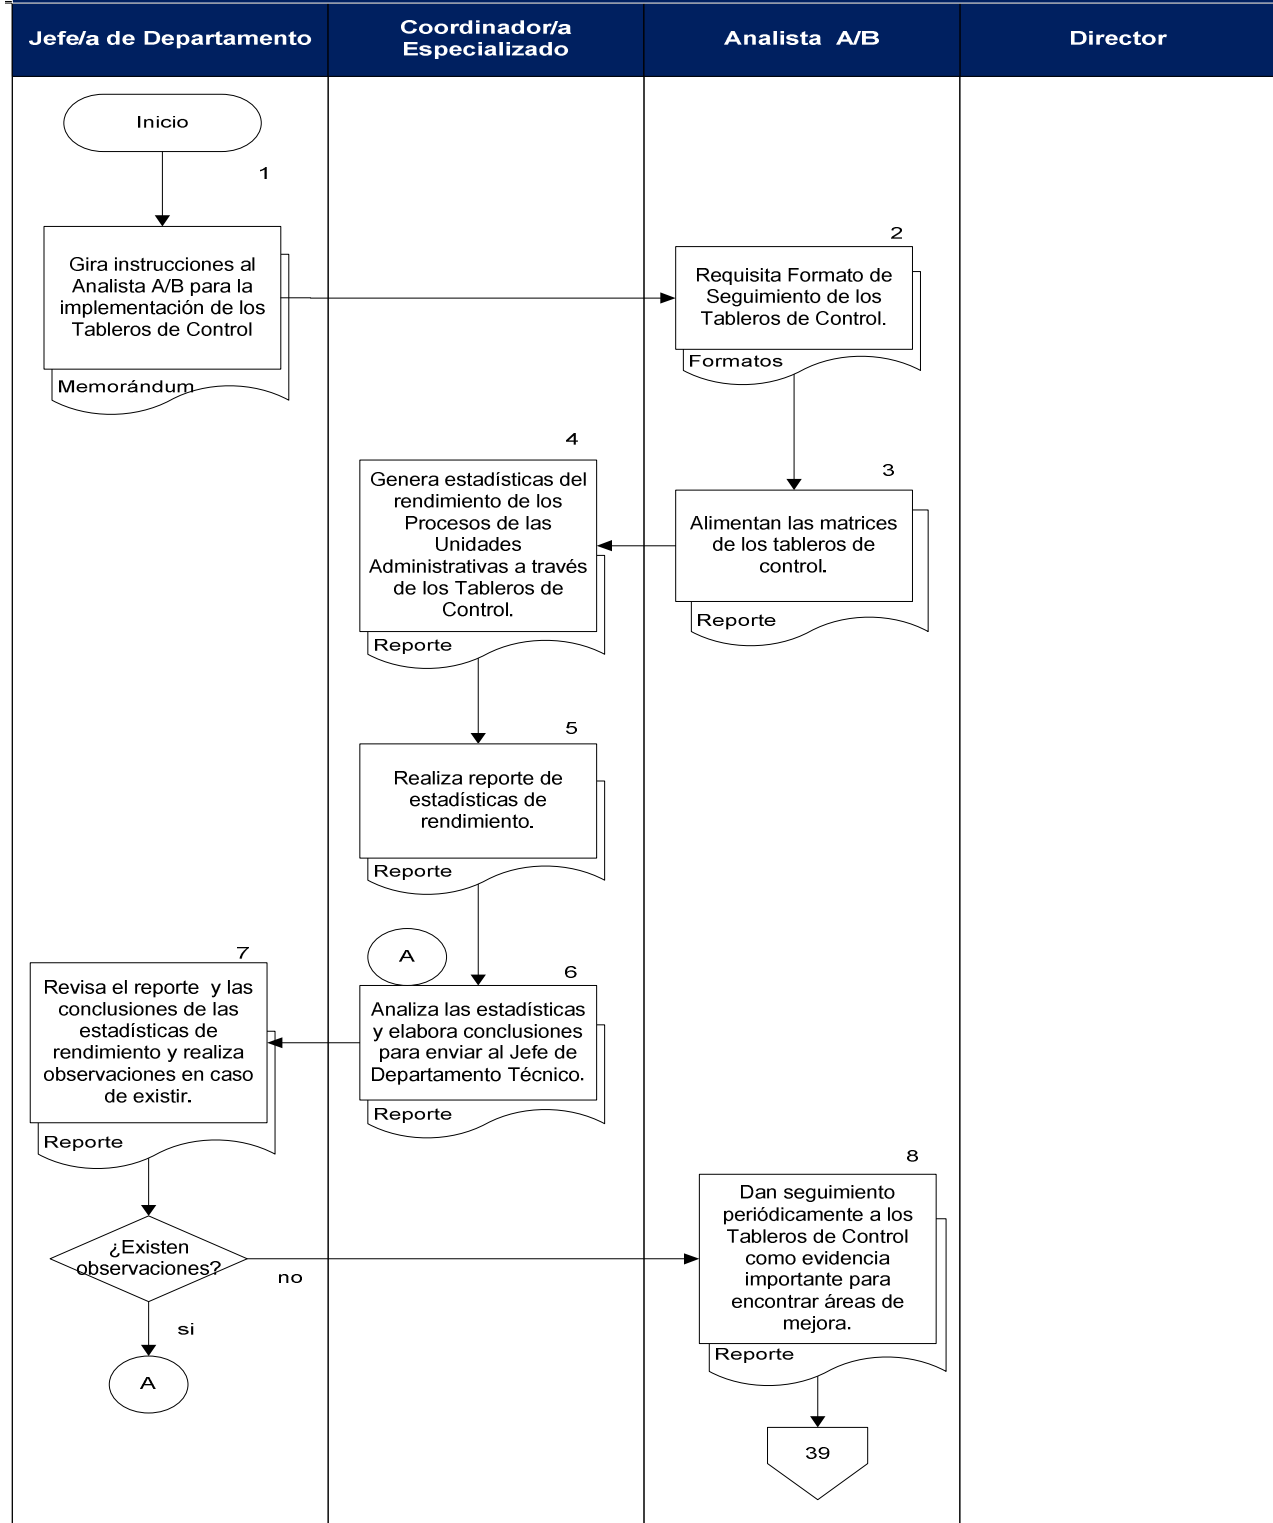 Jefe/a de Departamento
Coordinador/a
Especializado
Analista A/B
Director
Inicio
1
Gira instrucciones al
Analista A/B para la
implementación de los
Tableros de Control
Memorándum
2
Requisita Formato de
Seguimiento de los
Tableros de Control.
Formatos
3
Alimentan las matrices
de los tableros de
control.
Reporte
4
Genera estadísticas del
rendimiento de los
Procesos de las
Unidades
Administrativas a través
de los Tableros de
Control.
Reporte
5
Realiza reporte de
estadísticas de
rendimiento.
Reporte
A
6
Analiza las estadísticas
y elabora conclusiones
para enviar al Jefe de
Departamento Técnico.
Reporte
7
Revisa el reporte y las
conclusiones de las
estadísticas de
rendimiento y realiza
observaciones en caso
de existir.
Reporte
¿Existen
observaciones?
no
si
A
8
Dan seguimiento
periódicamente a los
Tableros de Control
como evidencia
importante para
encontrar áreas de
mejora.
Reporte
39